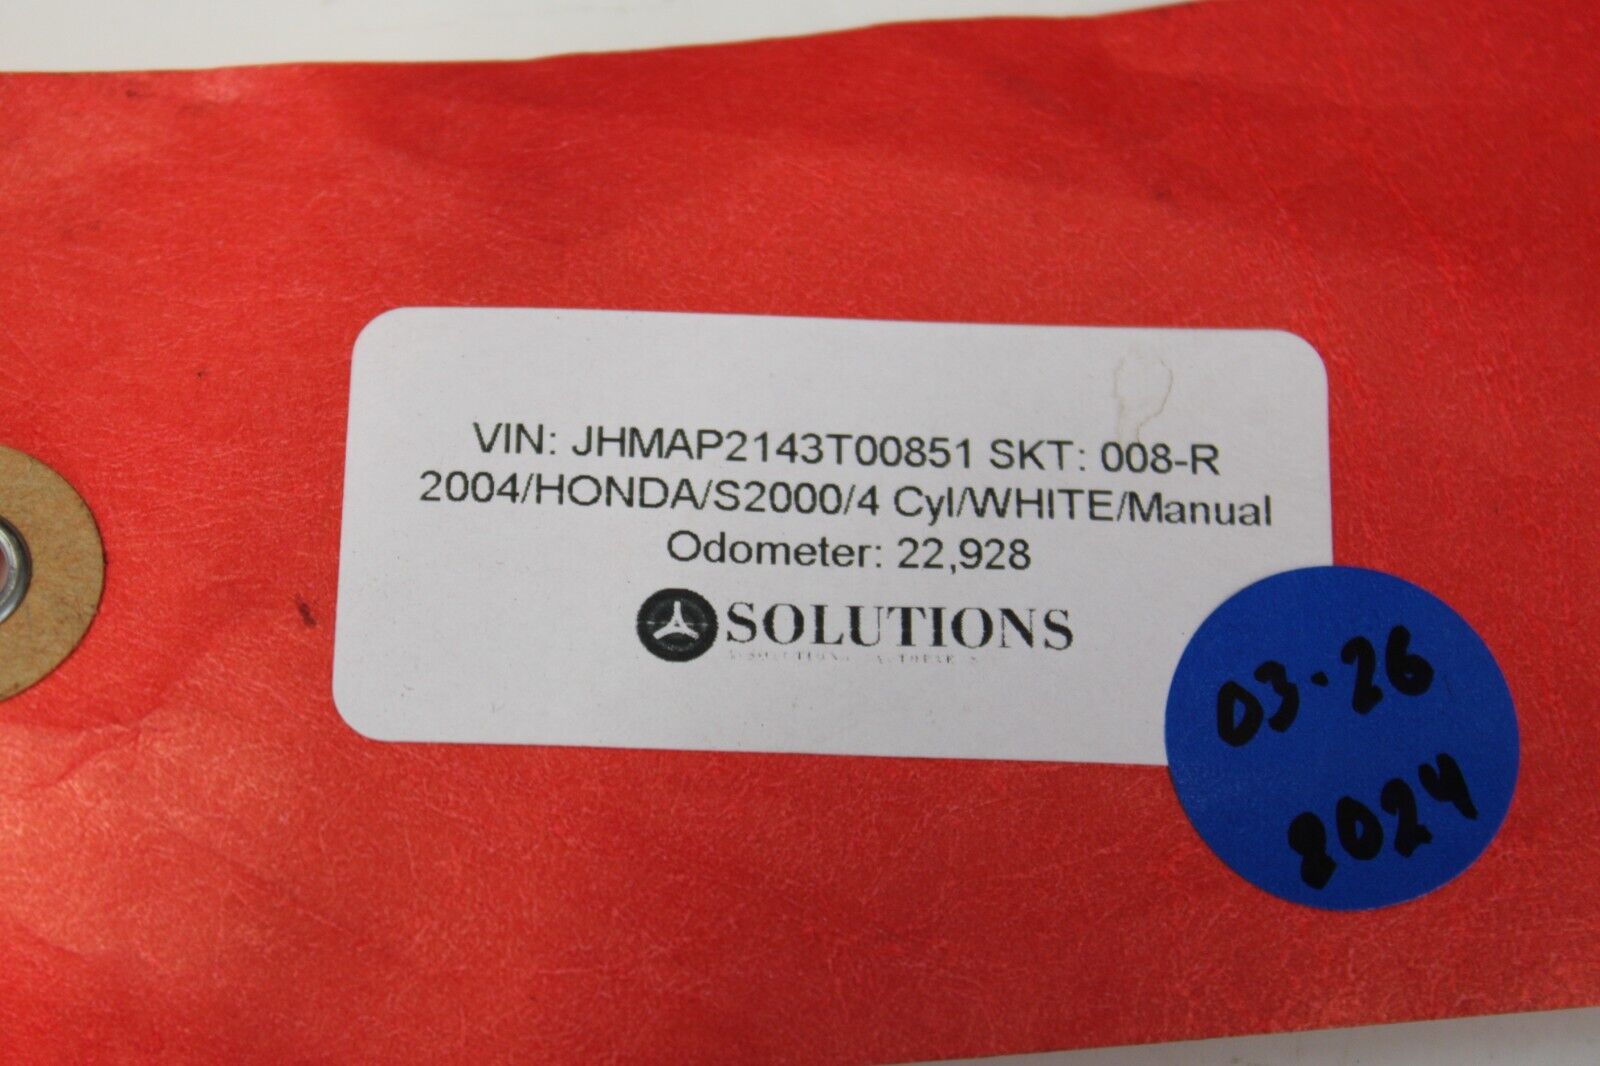 VIN: JHMAP2143T00851 SKT: 008-R
2004/HONDA/S2000/4 Cyl/WHITE/Manual
Odometer: 22,928
SOLUTIONS
03-26
2024